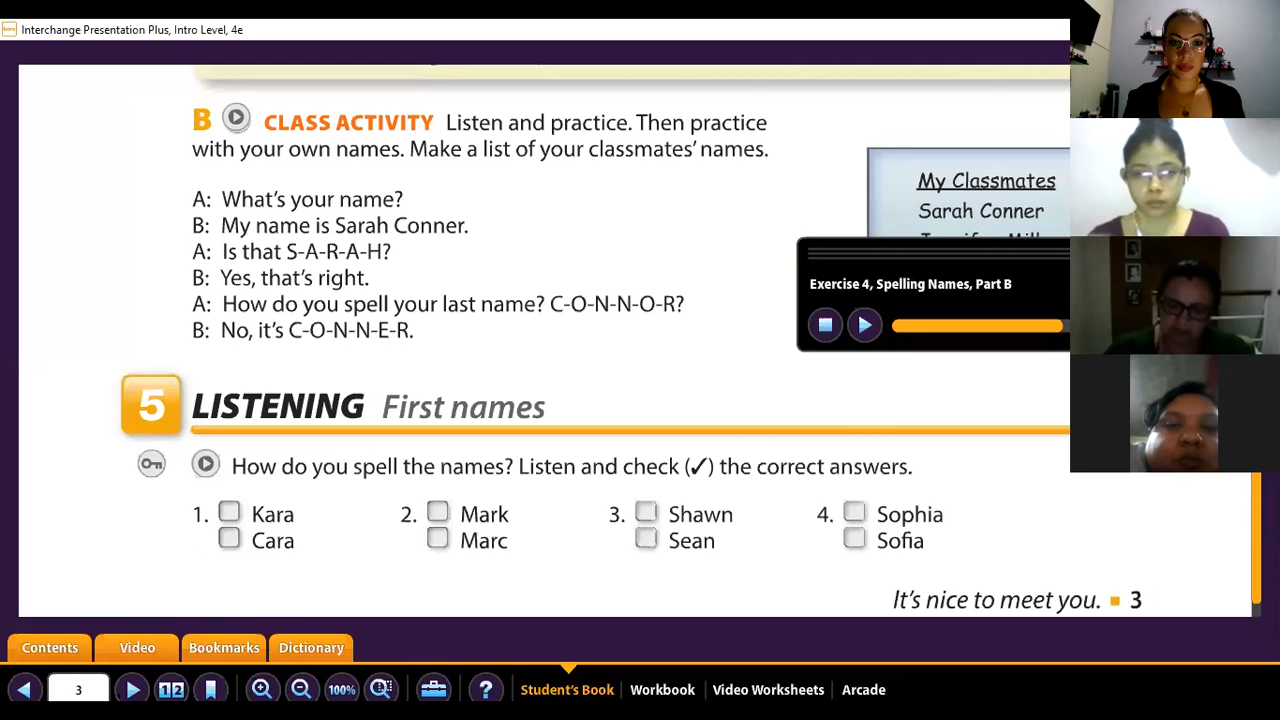 Interchange Presentation Plus, Intro Level, 4e
B CLASS ACTIVITY Listen and practice. Then practice
with your own names. Make a list of your classmates' names.
A: What's your name?
B: My name is Sarah Conner.
A: Is that S-A-R-A-H?
B: Yes, that's right.
A: How do you spell your last name? C-O-N-N-O-R?
B: No, it's C-O-N-N-E-R.
My Classmates
Sarah Conner
Exercise 4, Spelling Names, Part B
5 LISTENING First names
How do you spell the names? Listen and check (✓) the correct answers.
1. Kara 2. Mark 3. Shawn 4. Sophia
Cara Marc Sean Sofia
It's nice to meet you. ■ 3
Contents Video Bookmarks Dictionary
3 12 100% ? Student's Book Workbook Video Worksheets Arcade